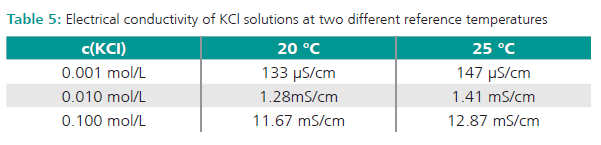 Table 5: Electrical conductivity of KCl solutions at two different reference temperatures
c(KCl) 20 °C 25 °C
0.001 mol/L 133 µS/cm 147 µS/cm
0.010 mol/L 1.28mS/cm 1.41 mS/cm
0.100 mol/L 11.67 mS/cm 12.87 mS/cm